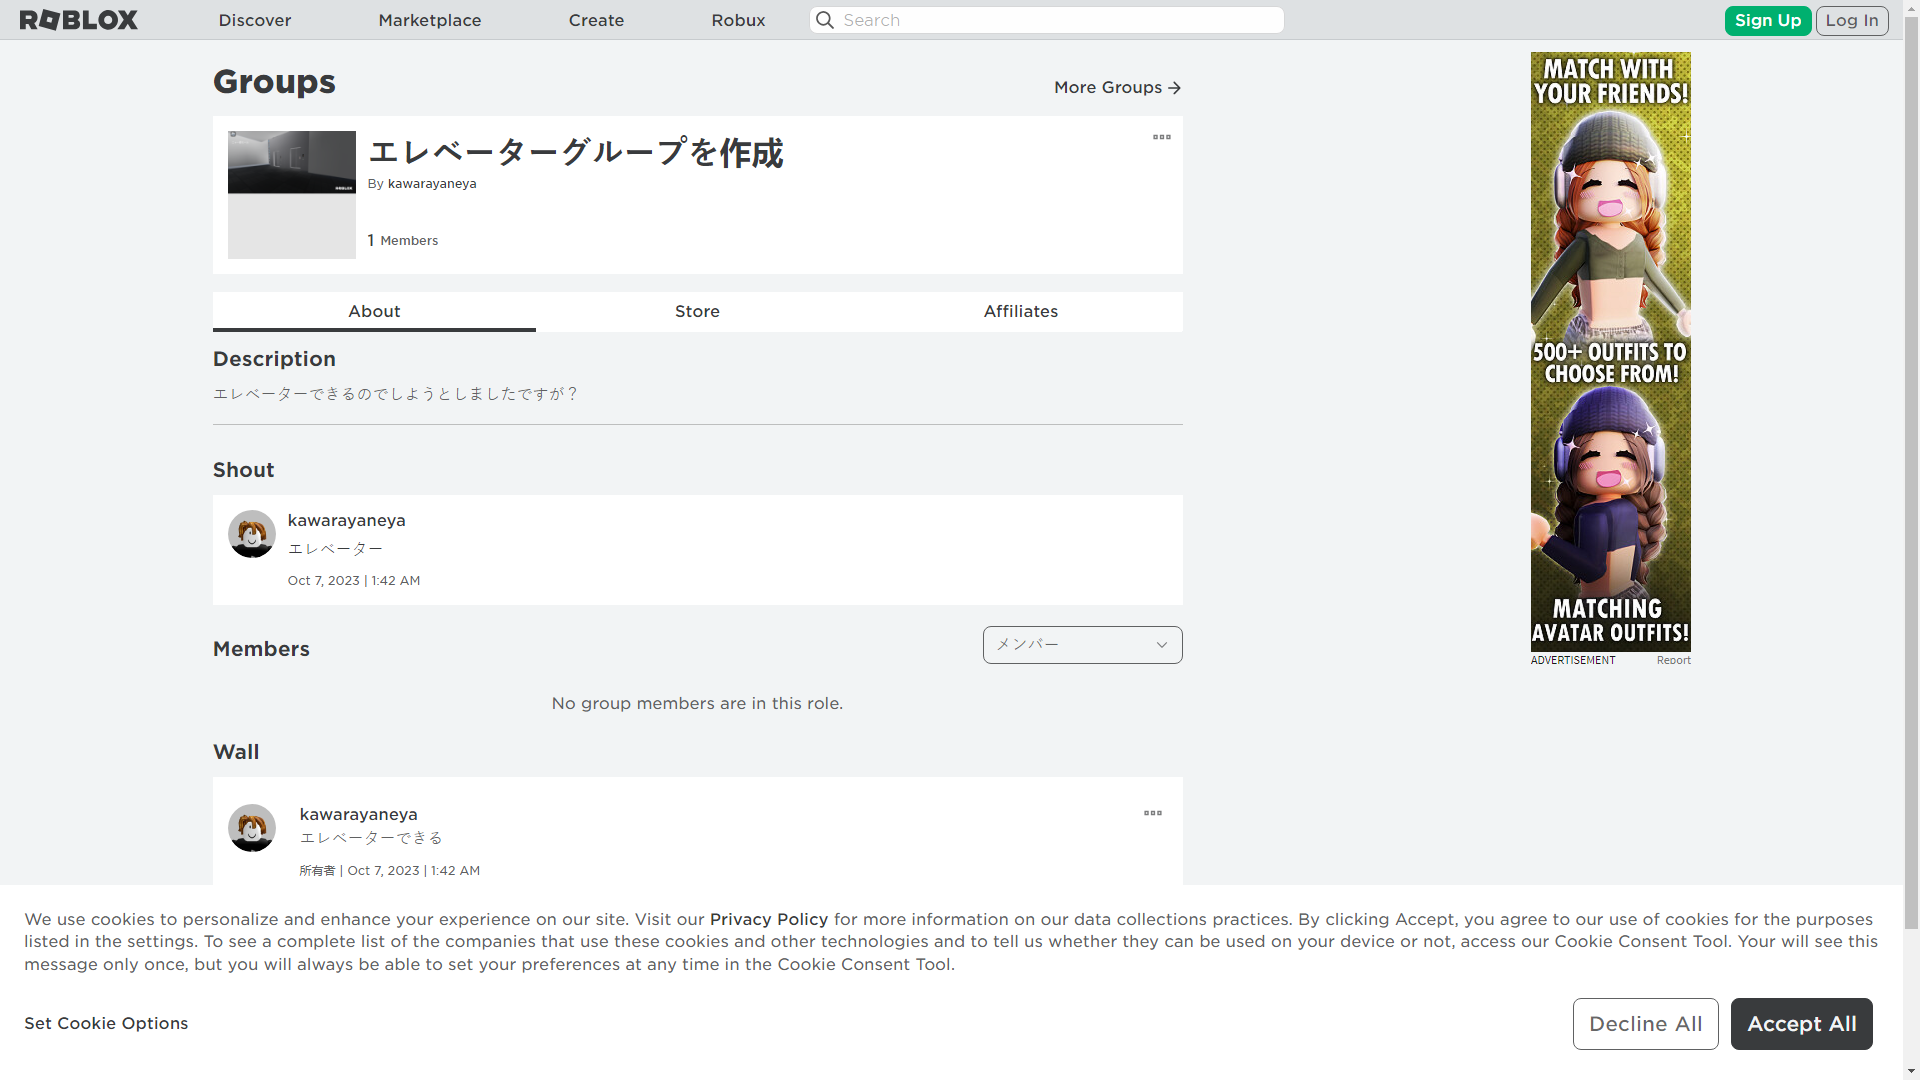 ROBLOX
Discover
Marketplace
Create
Robux
Search
Sign Up
Log In
Groups
More Groups
ROBLOX
エレベーターグループを作成
By kawarayaneya
1 Members
About
Store
Affiliates
Description
エレベーターできるのでしようとしましたですが？
Shout
kawarayaneya
エレベーター
Oct 7, 2023 | 1:42 AM
Members
メンバー
No group members are in this role.
Wall
kawarayaneya
エレベーターできる
所有者 | Oct 7, 2023 | 1:42 AM
MATCH WITH
YOUR FRIENDS!
500+ OUTFITS TO
CHOOSE FROM!
MATCHING
AVATAR OUTFITS!
ADVERTISEMENT
Report
We use cookies to personalize and enhance your experience on our site. Visit our Privacy Policy for more information on our data collections practices. By clicking Accept, you agree to our use of cookies for the purposes
listed in the settings. To see a complete list of the companies that use these cookies and other technologies and to tell us whether they can be used on your device or not, access our Cookie Consent Tool. Your will see this
message only once, but you will always be able to set your preferences at any time in the Cookie Consent Tool.
Set Cookie Options
Decline All
Accept All